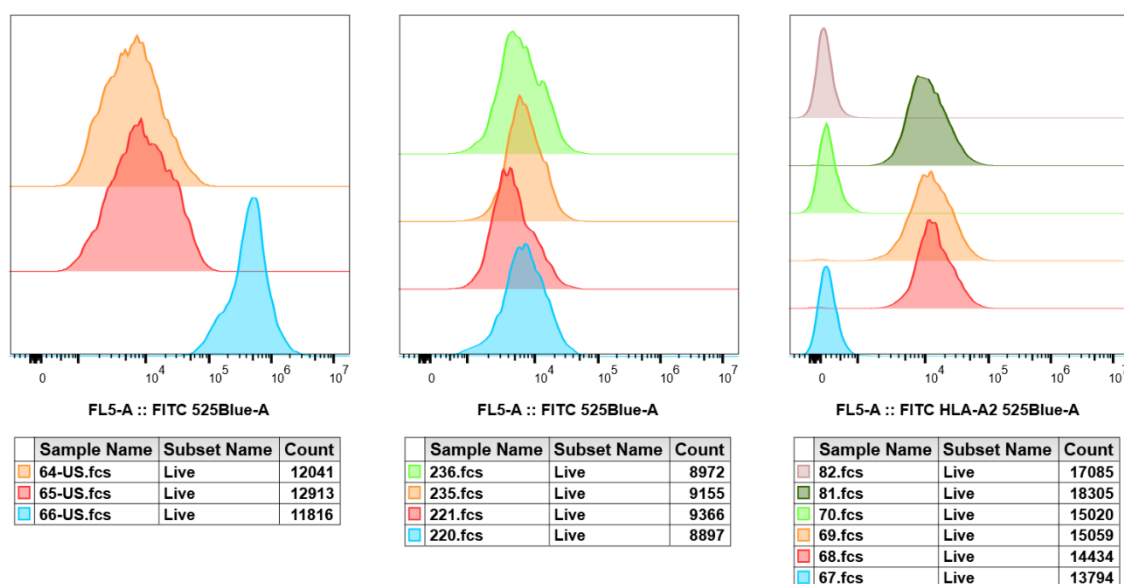 0 10^4 10^5 10^6 10^7
FL5-A :: FITC 525Blue-A
Sample Name Subset Name Count
64-US.fcs Live 12041
65-US.fcs Live 12913
66-US.fcs Live 11816
0 10^4 10^5 10^6 10^7
FL5-A :: FITC 525Blue-A
Sample Name Subset Name Count
236.fcs Live 8972
235.fcs Live 9155
221.fcs Live 9366
220.fcs Live 8897
0 10^4 10^5 10^6 10^7
FL5-A :: FITC HLA-A2 525Blue-A
Sample Name Subset Name Count
82.fcs Live 17085
81.fcs Live 18305
70.fcs Live 15020
69.fcs Live 15059
68.fcs Live 14434
67.fcs Live 13794